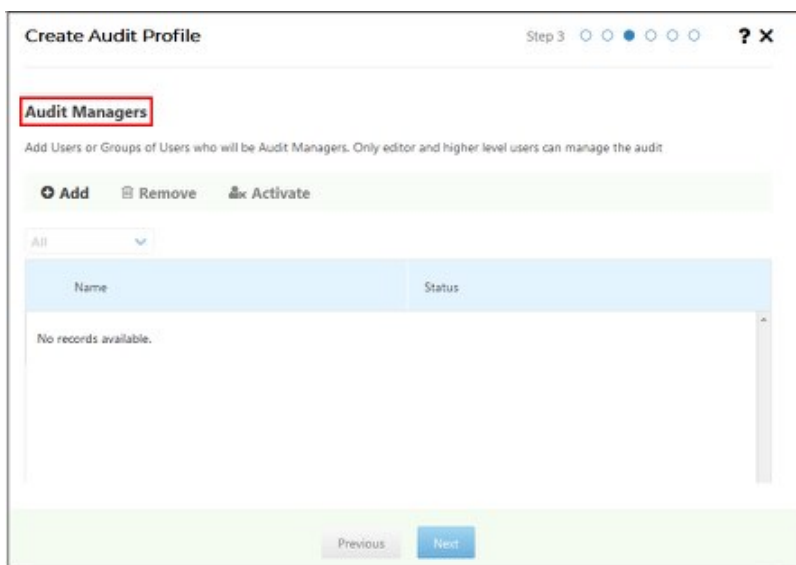 Create Audit Profile Step 3 ? X
Audit Managers
Add Users or Groups of Users who will be Audit Managers. Only editor and higher level users can manage the audit
Add Remove Activate
All
Name Status
No records available.
Previous Next